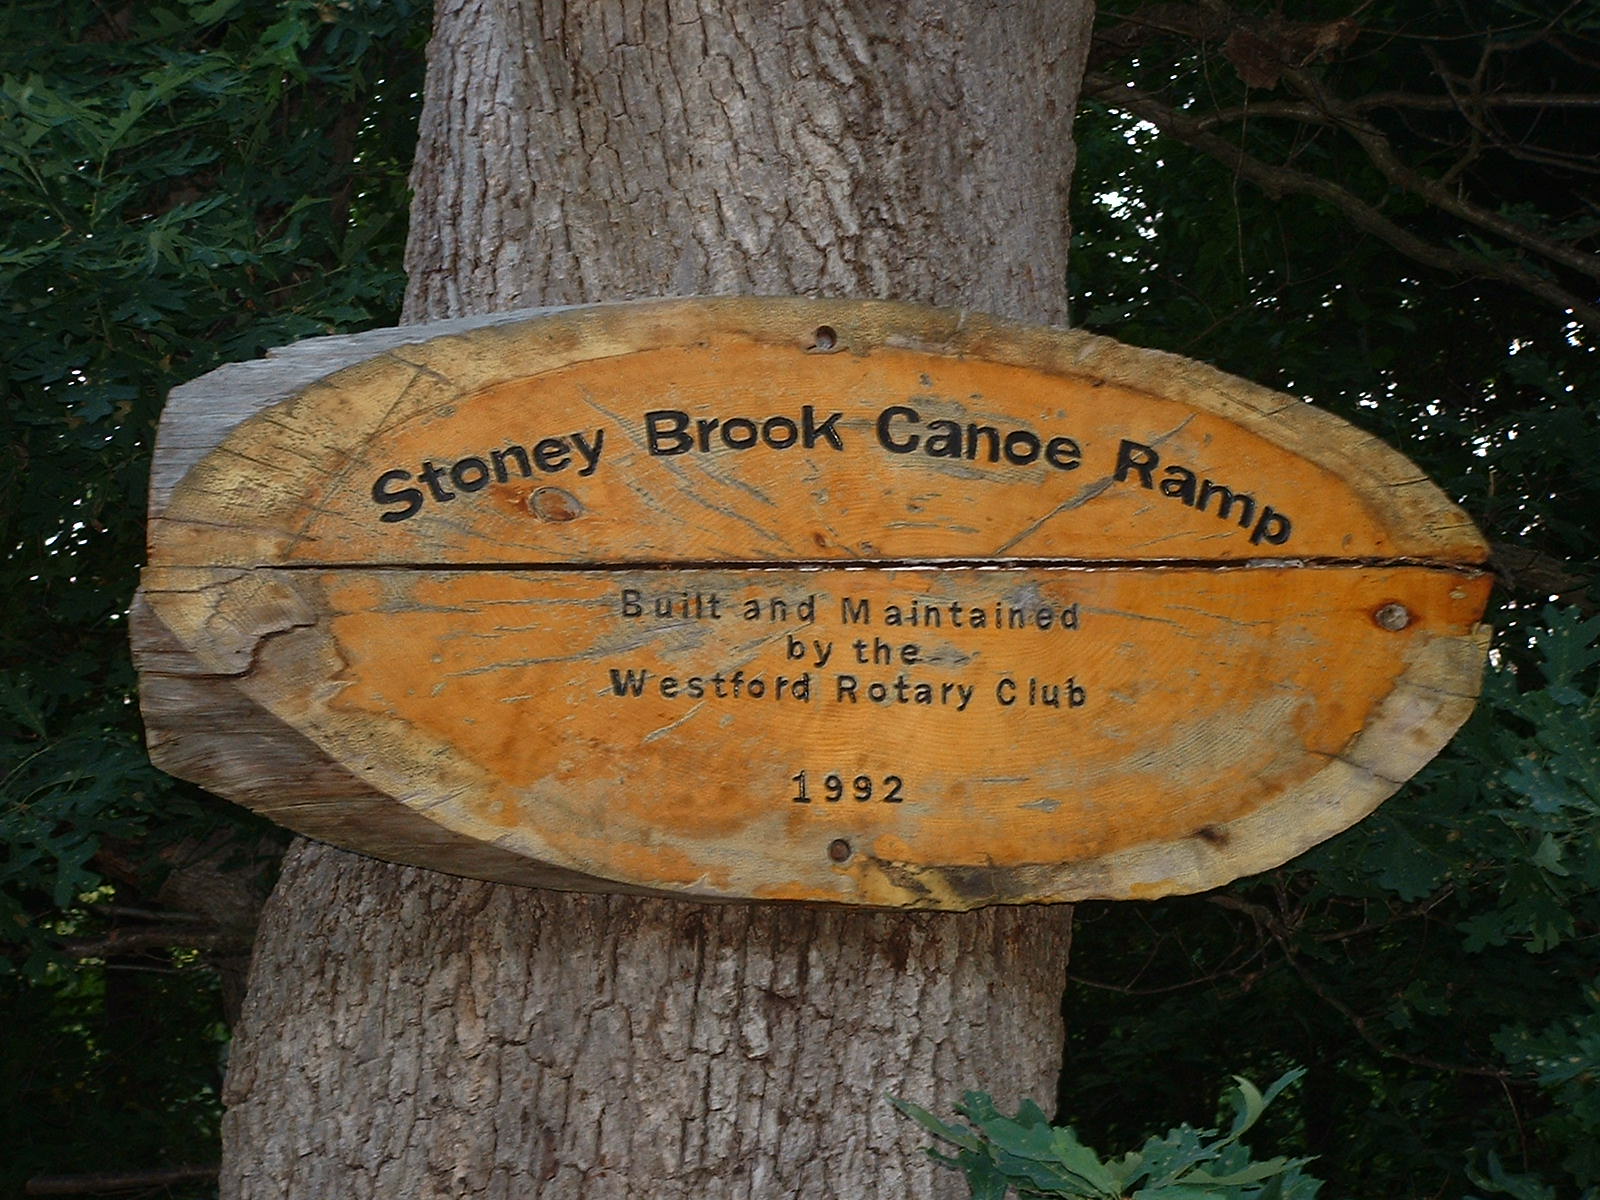 Stoney Brook Canoe Ramp
Built and Maintained
by the
Westford Rotary Club
1992